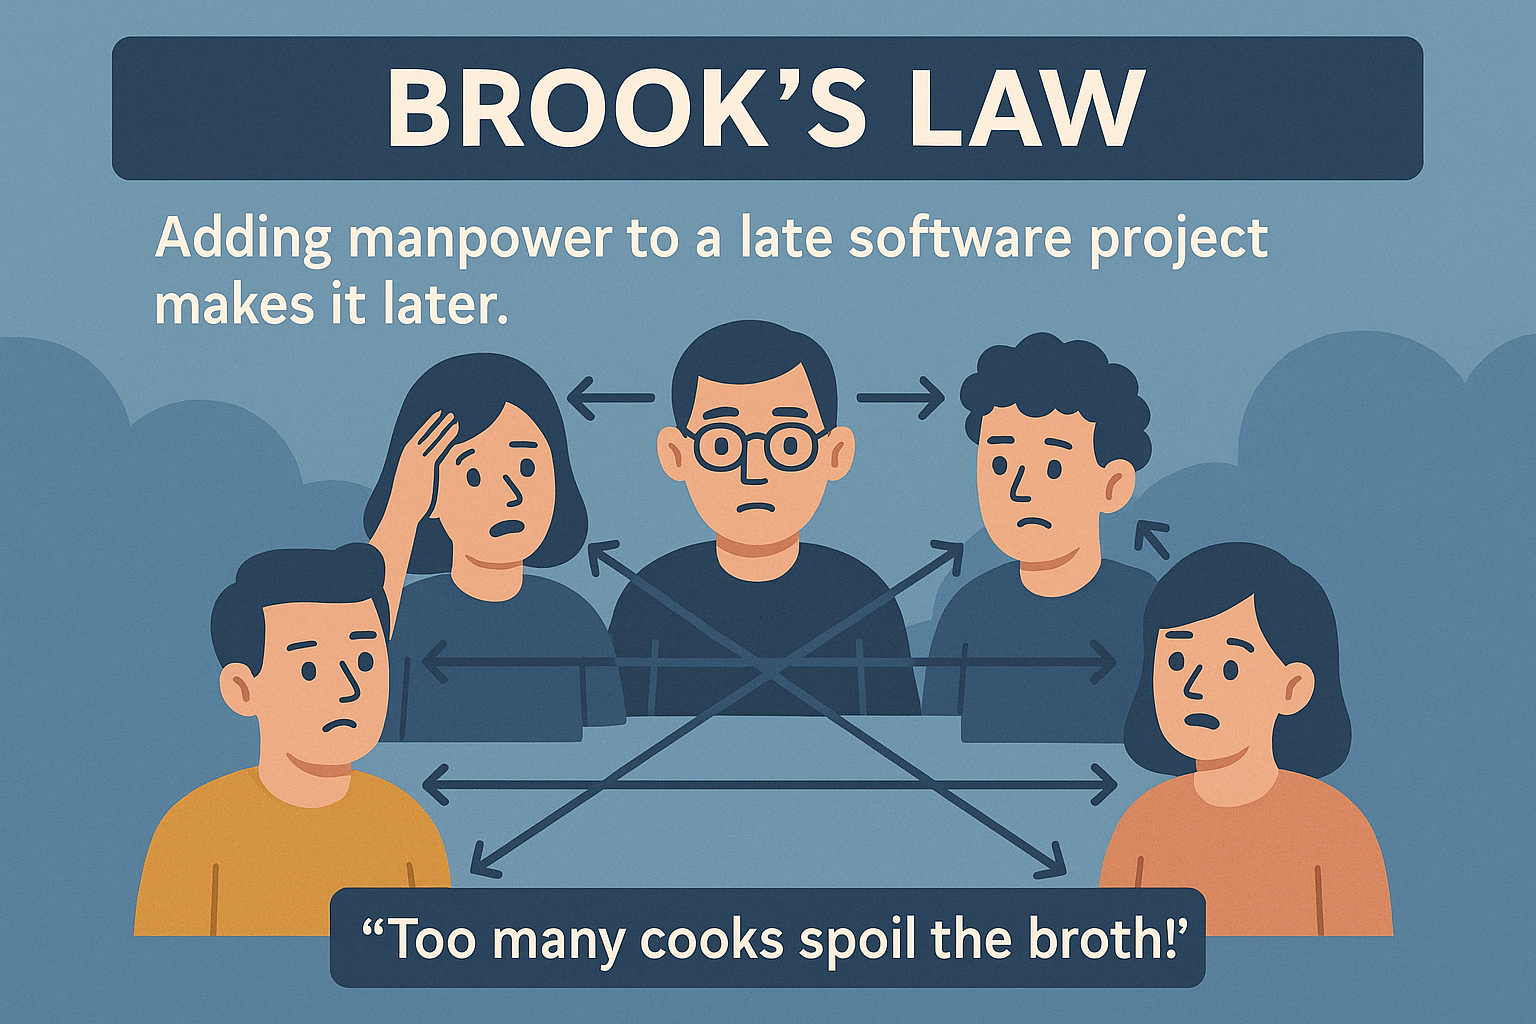 BROOK’S LAW
Adding manpower to a late software project
makes it later.
“Too many cooks spoil the broth!’